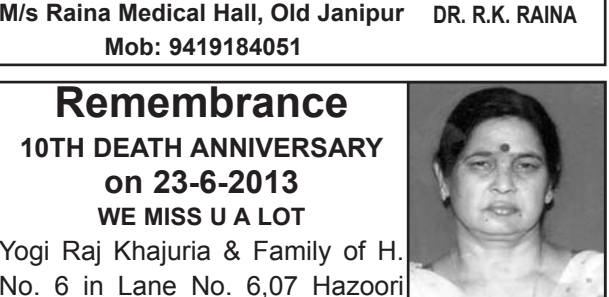 M/s Raina Medical Hall, Old Janipur DR. R.K. RAINA
Mob: 9419184051
Remembrance
10TH DEATH ANNIVERSARY
on 23-6-2013
WE MISS U A LOT
Yogi Raj Khajuria & Family of H.
No. 6 in Lane No. 6,07 Hazoori